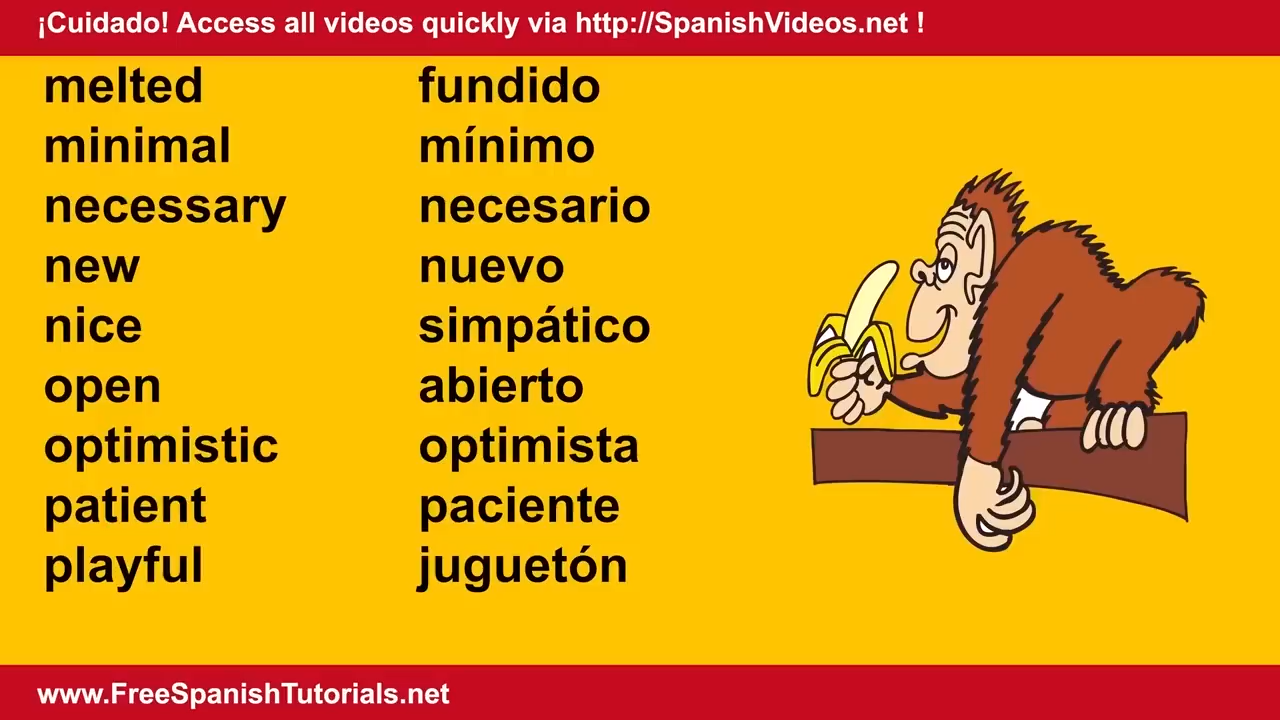 ¡Cuidado! Access all videos quickly via http://SpanishVideos.net !
melted fundido
minimal mínimo
necessary necesario
new nuevo
nice simpático
open abierto
optimistic optimista
patient paciente
playful juguetón
www.FreeSpanishTutorials.net